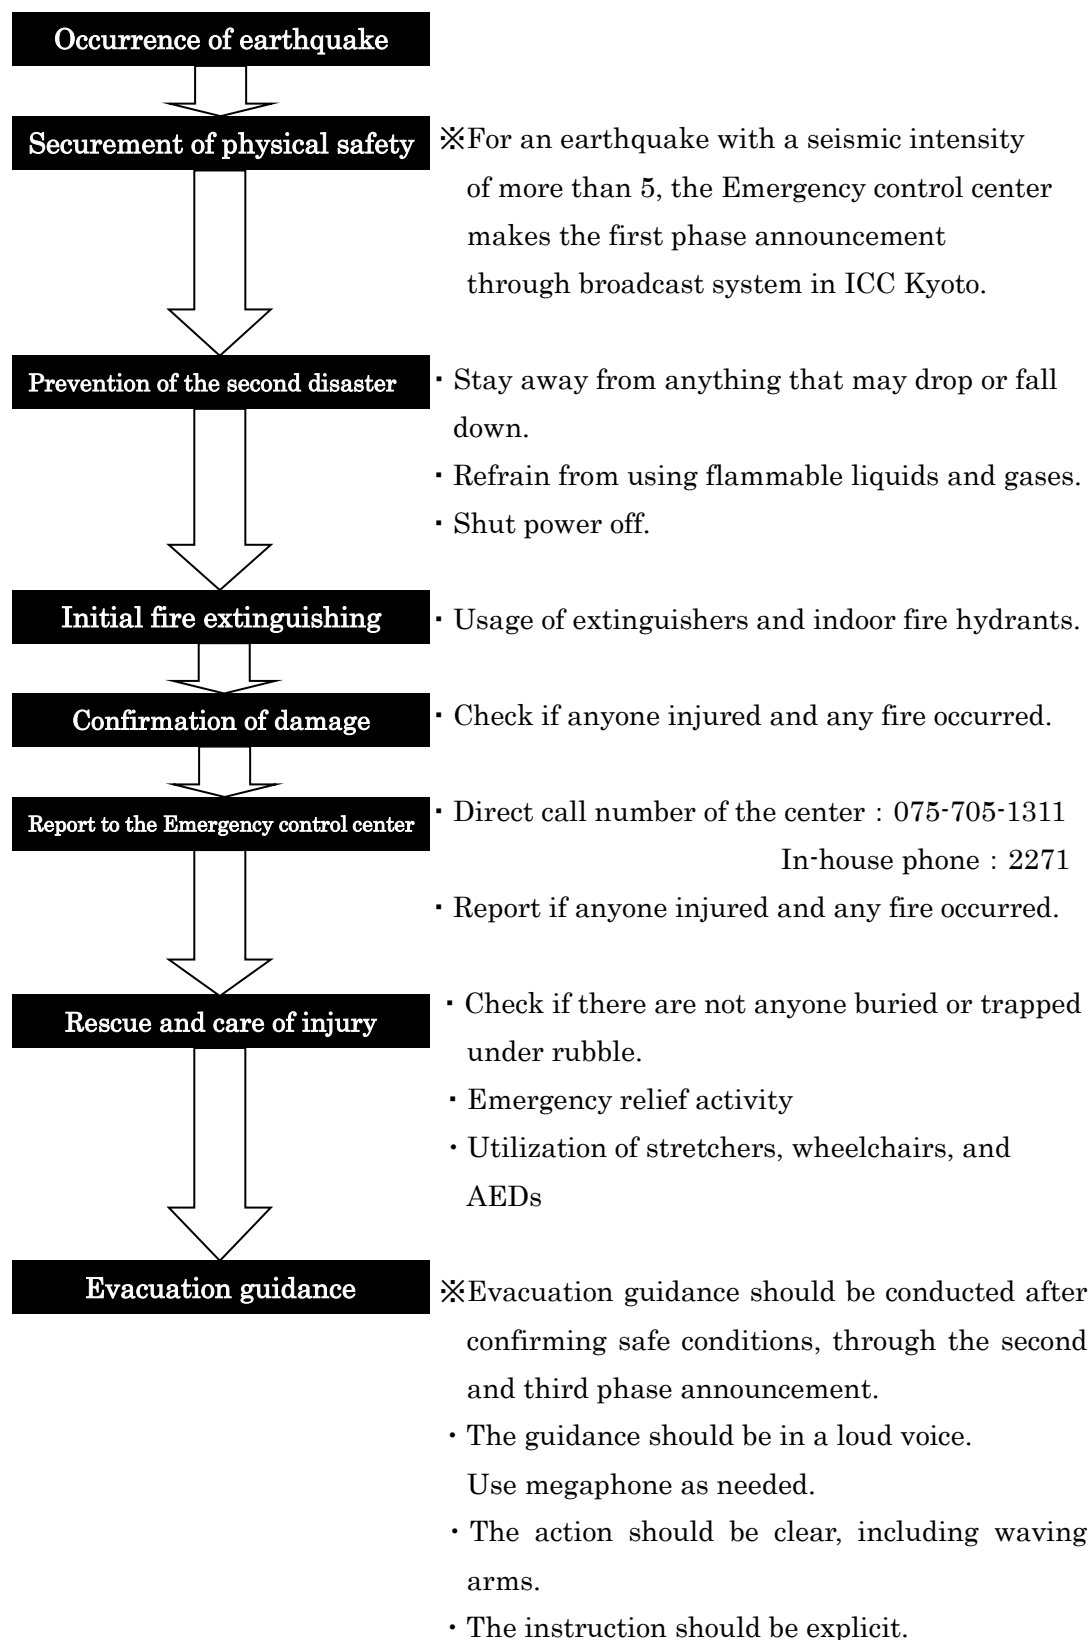 Occurrence of earthquake
Securement of physical safety
※For an earthquake with a seismic intensity
of more than 5, the Emergency control center
makes the first phase announcement
through broadcast system in ICC Kyoto.
Prevention of the second disaster
・Stay away from anything that may drop or fall
down.
・Refrain from using flammable liquids and gases.
・Shut power off.
Initial fire extinguishing
・Usage of extinguishers and indoor fire hydrants.
Confirmation of damage
・Check if anyone injured and any fire occurred.
Report to the Emergency control center
・Direct call number of the center：075-705-1311
In-house phone：2271
・Report if anyone injured and any fire occurred.
Rescue and care of injury
・Check if there are not anyone buried or trapped
under rubble.
・Emergency relief activity
・Utilization of stretchers, wheelchairs, and
AEDs
Evacuation guidance
※Evacuation guidance should be conducted after
confirming safe conditions, through the second
and third phase announcement.
・The guidance should be in a loud voice.
Use megaphone as needed.
・The action should be clear, including waving
arms.
・The instruction should be explicit.